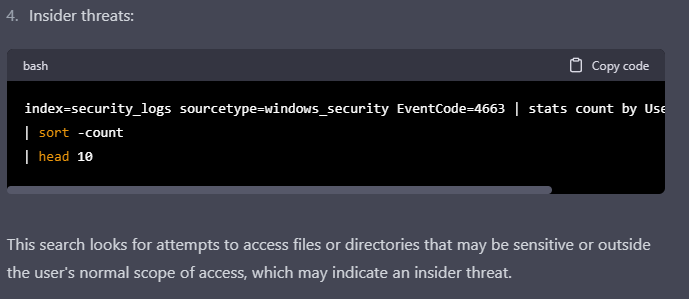 4. Insider threats:
bash Copy code
index=security_logs sourcetype=windows_security EventCode=4663 | stats count by Use
| sort -count
| head 10
This search looks for attempts to access files or directories that may be sensitive or outside
the user's normal scope of access, which may indicate an insider threat.